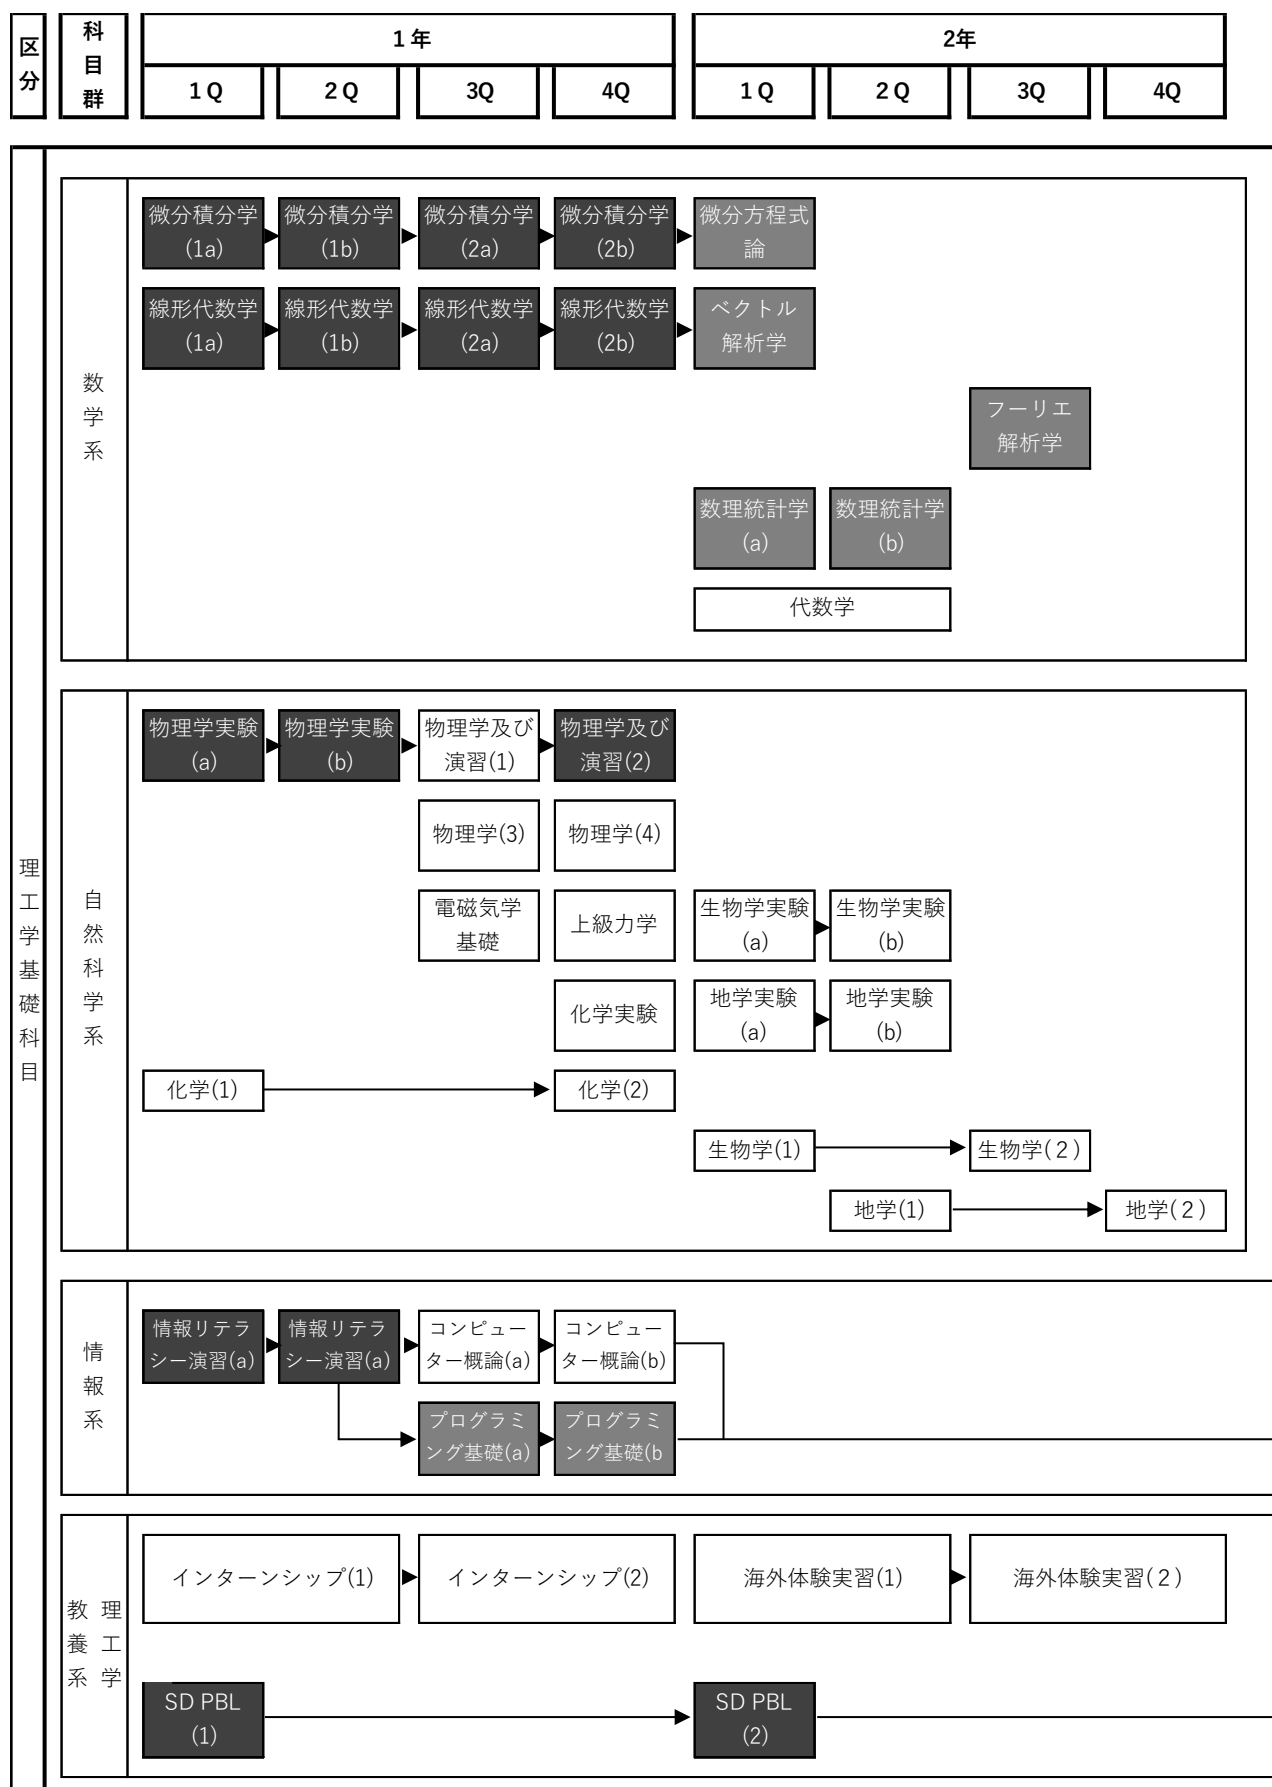 区
分
科
目
群
1 年
2年
1 Q
2 Q
3Q
4Q
1 Q
2 Q
3Q
4Q
理
工
学
基
礎
科
目
数
学
系
微分積分学
(1a)
微分積分学
(1b)
微分積分学
(2a)
微分積分学
(2b)
微分方程式
論
線形代数学
(1a)
線形代数学
(1b)
線形代数学
(2a)
線形代数学
(2b)
ベクトル
解析学
フーリエ
解析学
数理統計学
(a)
数理統計学
(b)
代数学
自
然
科
学
系
物理学実験
(a)
物理学実験
(b)
物理学及び
演習(1)
物理学及び
演習(2)
物理学(3)
物理学(4)
電磁気学
基礎
上級力学
生物学実験
(a)
生物学実験
(b)
化学実験
地学実験
(a)
地学実験
(b)
化学(1)
化学(2)
生物学(1)
生物学(２)
地学(1)
地学(２)
情
報
系
情報リテラ
シー演習(a)
情報リテラ
シー演習(a)
コンピュー
ター概論(a)
コンピュー
ター概論(b)
プログラミ
ング基礎(a)
プログラミ
ング基礎(b
教 理
養 工
系 学
インターンシップ(1)
インターンシップ(2)
海外体験実習(1)
海外体験実習(２)
SD PBL
(1)
SD PBL
(2)